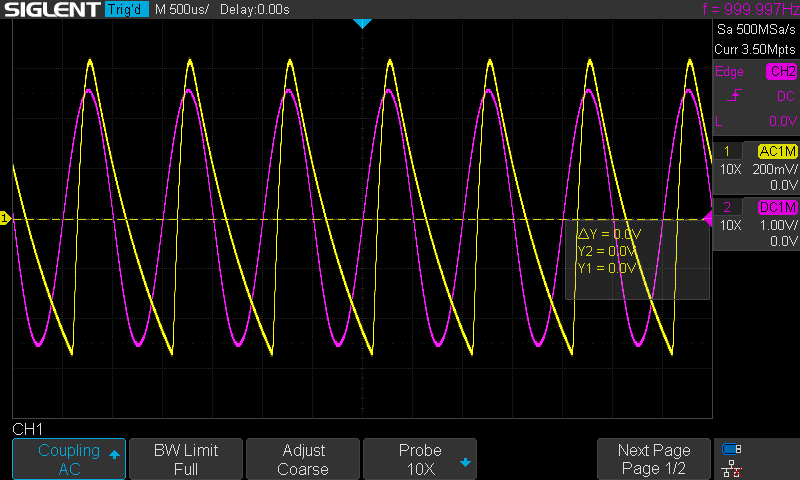 SIGLENT Trig'd M 500us/ Delay:0.00s f = 999.997Hz
Sa 500MSa/s
Curr 3.50Mpts
Edge CH2
DC
L 0.0V
1 AC1M
10X 200mV/
0.0V
2 DC1M
10X 1.00V/
0.0V
1
ΔY = 0.0V
Y2 = 0.0V
Y1 = 0.0V
CH1
Coupling
AC
BW Limit
Full
Adjust
Coarse
Probe
10X
Next Page
Page 1/2